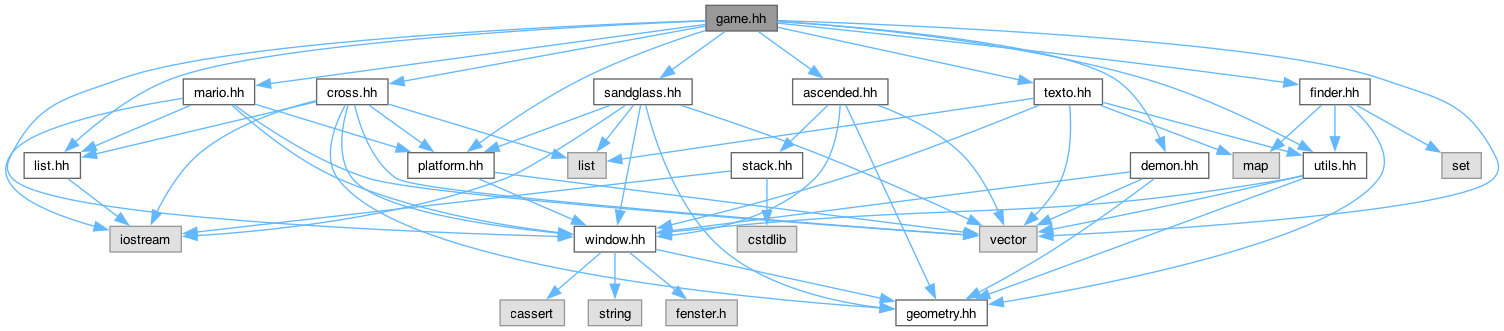 game.hh
mario.hh
cross.hh
sandglass.hh
ascended.hh
texto.hh
finder.hh
list.hh
platform.hh
list
stack.hh
demon.hh
map
utils.hh
set
iostream
window.hh
cstdlib
vector
cassert
string
fenster.h
geometry.hh